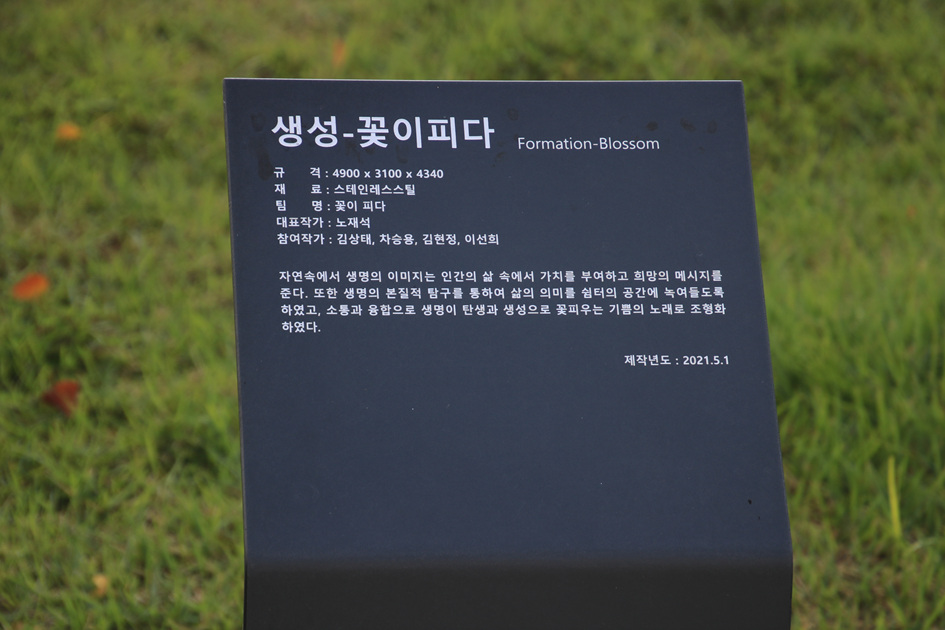 생성-꽃이피다 Formation-Blossom
규 격 : 4900 x 3100 x 4340
재 료 : 스테인레스스틸
팀 명 : 꽃이 피다
대표작가 : 노재석
참여작가 : 김상태, 차승용, 김현정, 이선희
자연속에서 생명의 이미지는 인간의 삶 속에서 가치를 부여하고 희망의 메시지를
준다. 또한 생명의 본질적 탐구를 통하여 삶의 의미를 쉼터의 공간에 녹여들도록
하였고, 소통과 융합으로 생명이 탄생과 생성으로 꽃피우는 기쁨의 노래로 조형화
하였다.
제작년도 : 2021.5.1